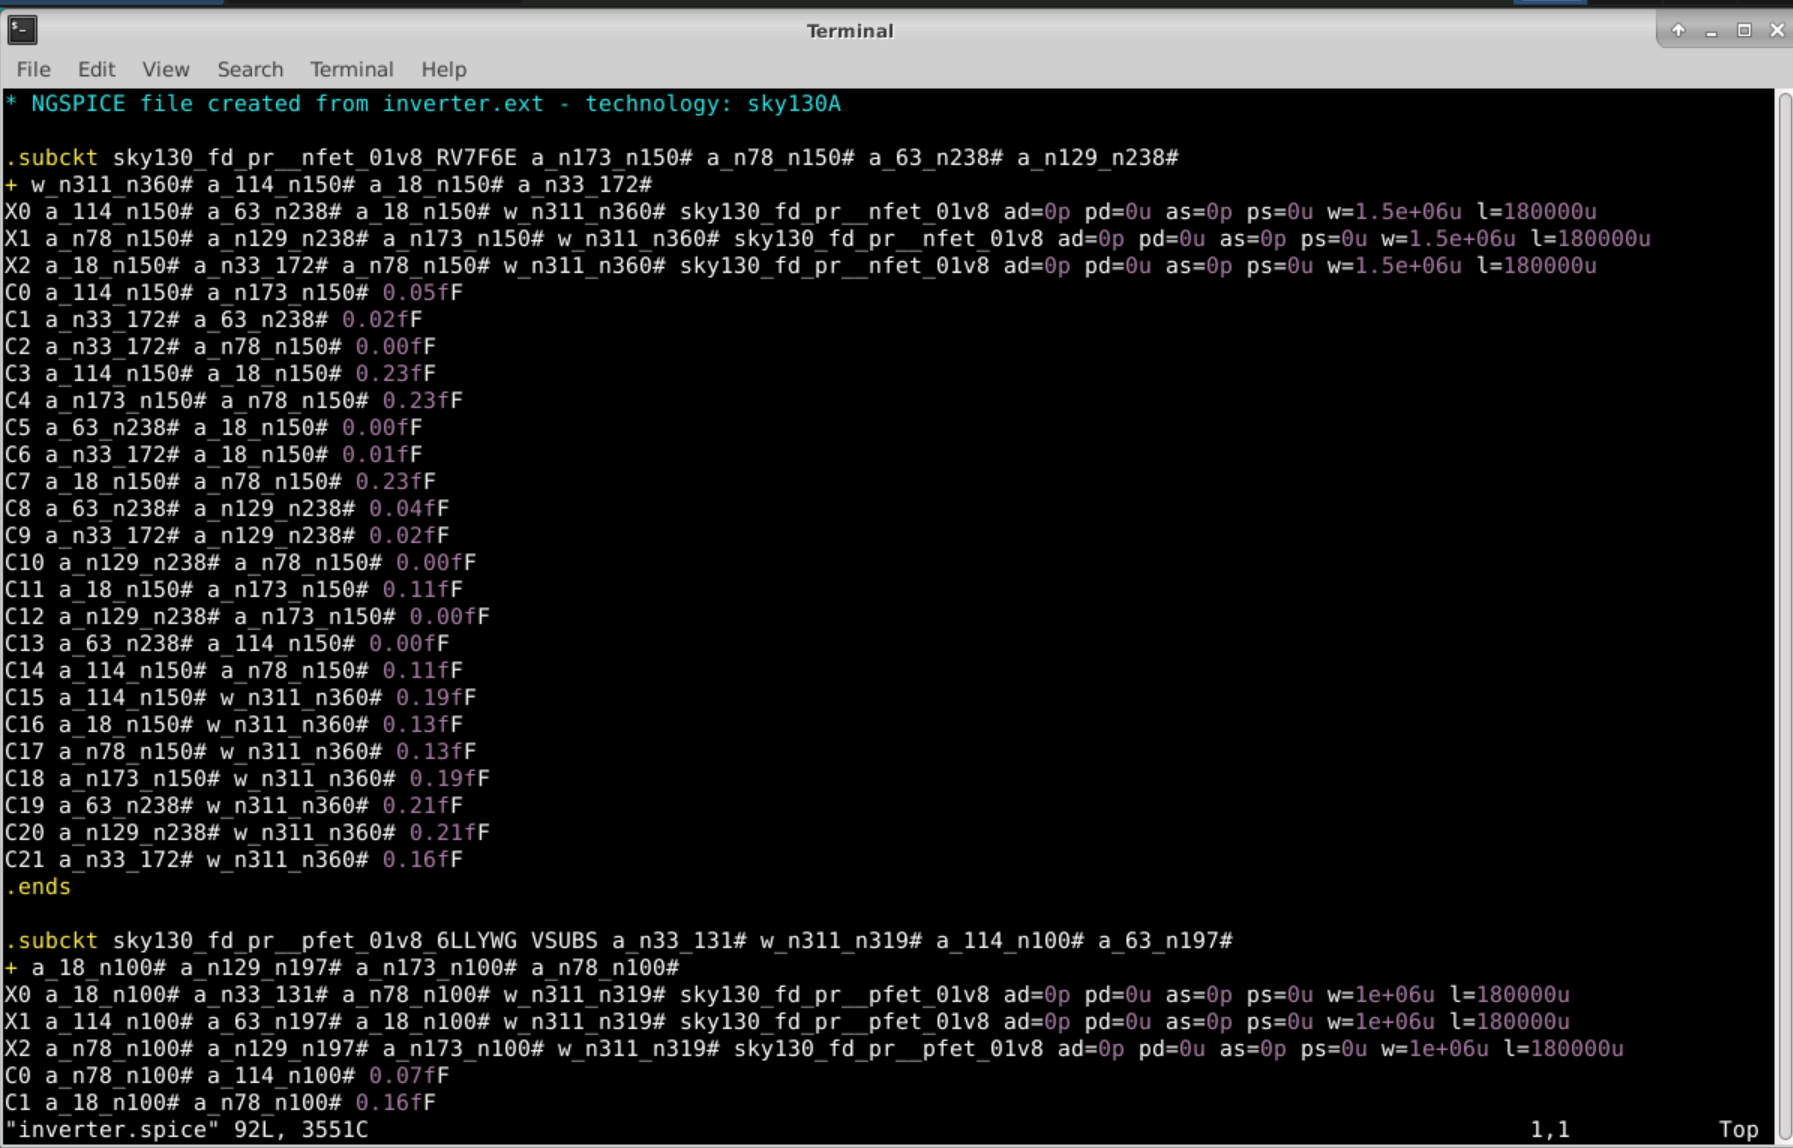 Terminal
File Edit View Search Terminal Help
* NGSPICE file created from inverter.ext - technology: sky130A
.subckt sky130_fd_pr__nfet_01v8_RV7F6E a_n173_n150# a_n78_n150# a_63_n238# a_n129_n238#
+ w_n311_n360# a_114_n150# a_18_n150# a_n33_172#
X0 a_114_n150# a_63_n238# a_18_n150# w_n311_n360# sky130_fd_pr__nfet_01v8 ad=0p pd=0u as=0p ps=0u w=1.5e+06u l=180000u
X1 a_n78_n150# a_n129_n238# a_n173_n150# w_n311_n360# sky130_fd_pr__nfet_01v8 ad=0p pd=0u as=0p ps=0u w=1.5e+06u l=180000u
X2 a_18_n150# a_n33_172# a_n78_n150# w_n311_n360# sky130_fd_pr__nfet_01v8 ad=0p pd=0u as=0p ps=0u w=1.5e+06u l=180000u
C0 a_114_n150# a_n173_n150# 0.05fF
C1 a_n33_172# a_63_n238# 0.02fF
C2 a_n33_172# a_n78_n150# 0.00fF
C3 a_114_n150# a_18_n150# 0.23fF
C4 a_n173_n150# a_n78_n150# 0.23fF
C5 a_63_n238# a_18_n150# 0.00fF
C6 a_n33_172# a_18_n150# 0.01fF
C7 a_18_n150# a_n78_n150# 0.23fF
C8 a_63_n238# a_n129_n238# 0.04fF
C9 a_n33_172# a_n129_n238# 0.02fF
C10 a_n129_n238# a_n78_n150# 0.00fF
C11 a_18_n150# a_n173_n150# 0.11fF
C12 a_n129_n238# a_n173_n150# 0.00fF
C13 a_63_n238# a_114_n150# 0.00fF
C14 a_114_n150# a_n78_n150# 0.11fF
C15 a_114_n150# w_n311_n360# 0.19fF
C16 a_18_n150# w_n311_n360# 0.13fF
C17 a_n78_n150# w_n311_n360# 0.13fF
C18 a_n173_n150# w_n311_n360# 0.19fF
C19 a_63_n238# w_n311_n360# 0.21fF
C20 a_n129_n238# w_n311_n360# 0.21fF
C21 a_n33_172# w_n311_n360# 0.16fF
.ends
.subckt sky130_fd_pr__pfet_01v8_6LLYWG VSUBS a_n33_131# w_n311_n319# a_114_n100# a_63_n197#
+ a_18_n100# a_n129_n197# a_n173_n100# a_n78_n100#
X0 a_18_n100# a_n33_131# a_n78_n100# w_n311_n319# sky130_fd_pr__pfet_01v8 ad=0p pd=0u as=0p ps=0u w=1e+06u l=180000u
X1 a_114_n100# a_63_n197# a_18_n100# w_n311_n319# sky130_fd_pr__pfet_01v8 ad=0p pd=0u as=0p ps=0u w=1e+06u l=180000u
X2 a_n78_n100# a_n129_n197# a_n173_n100# w_n311_n319# sky130_fd_pr__pfet_01v8 ad=0p pd=0u as=0p ps=0u w=1e+06u l=180000u
C0 a_n78_n100# a_114_n100# 0.07fF
C1 a_18_n100# a_n78_n100# 0.16fF
"inverter.spice" 92L, 3551C 1,1 Top